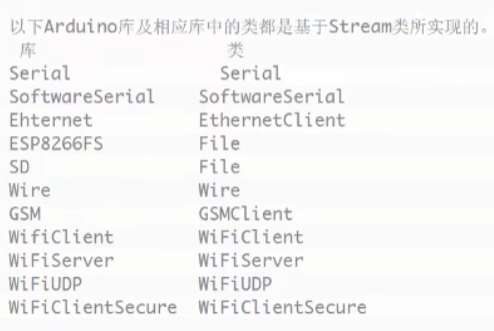 以下Arduino库及相应库中的类都是基于Stream类所实现的。
库 类
Serial Serial
SoftwareSerial SoftwareSerial
Ehternet EthernetClient
ESP8266FS File
SD File
Wire Wire
GSM GSMClient
WifiClient WiFiClient
WiFiServer WiFiServer
WiFiUDP WiFiUDP
WiFiClientSecure WiFiClientSecure